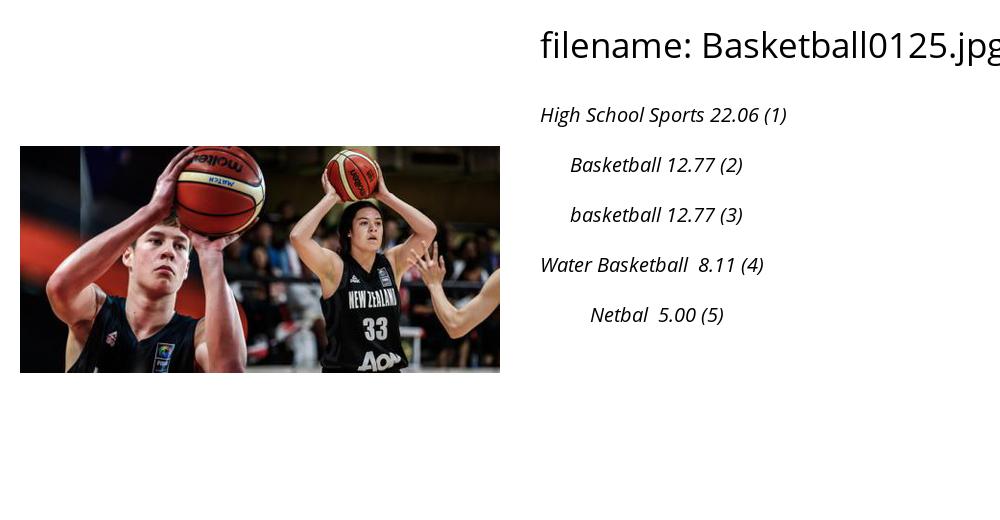 filename: Basketball0125.jpg
High School Sports 22.06 (1)
Basketball 12.77 (2)
basketball 12.77 (3)
Water Basketball 8.11 (4)
Netbal 5.00 (5)
molten
MATCH
molten
NEW ZEALAND
33
Aon